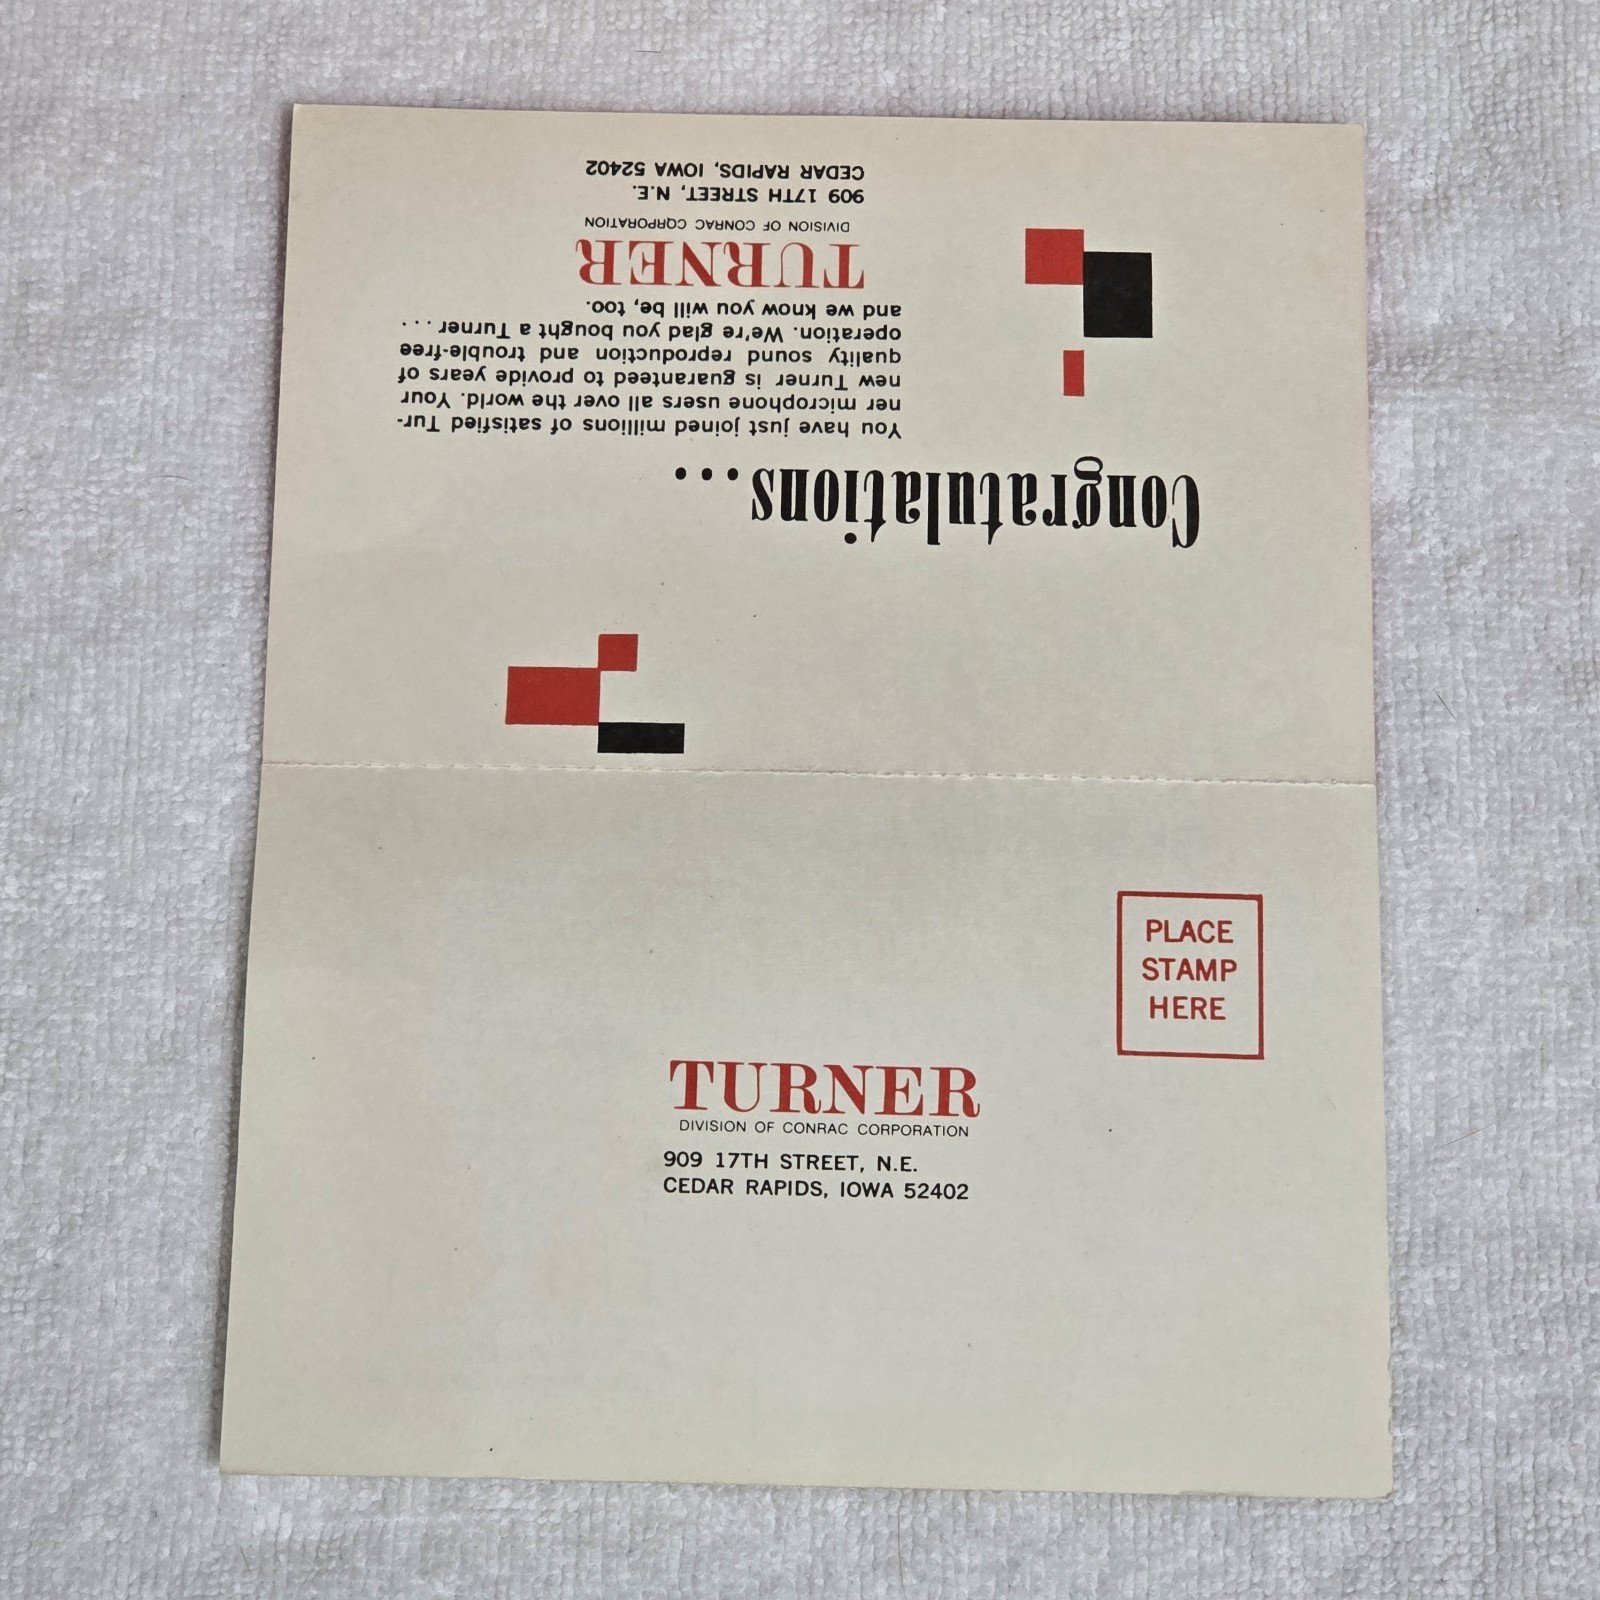 Congratulations...
You have just joined millions of satisfied Tur-
ner microphone users all over the world. Your
new Turner is guaranteed to provide years of
quality sound reproduction and trouble-free
operation. We're glad you bought a Turner...
and we know you will be, too.
TURNER
DIVISION OF CONRAC CORPORATION
909 17TH STREET, N.E.
CEDAR RAPIDS, IOWA 52402
PLACE
STAMP
HERE
TURNER
DIVISION OF CONRAC CORPORATION
909 17TH STREET, N.E.
CEDAR RAPIDS, IOWA 52402